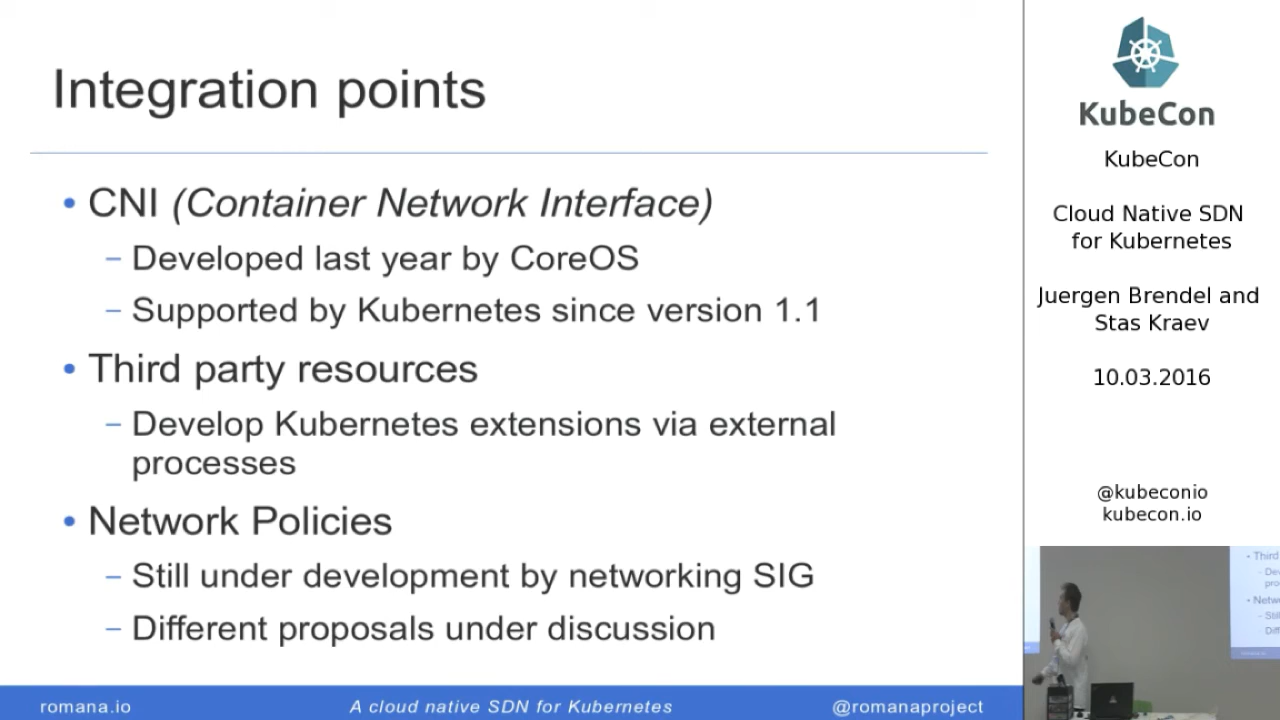 Integration points
• CNI (Container Network Interface)
– Developed last year by CoreOS
– Supported by Kubernetes since version 1.1
• Third party resources
– Develop Kubernetes extensions via external
processes
• Network Policies
– Still under development by networking SIG
– Different proposals under discussion
romana.io
A cloud native SDN for Kubernetes
@romanaproject
KubeCon
KubeCon
Cloud Native SDN
for Kubernetes
Juergen Brendel and
Stas Kraev
10.03.2016
@kubeconio
kubecon.io
• Third